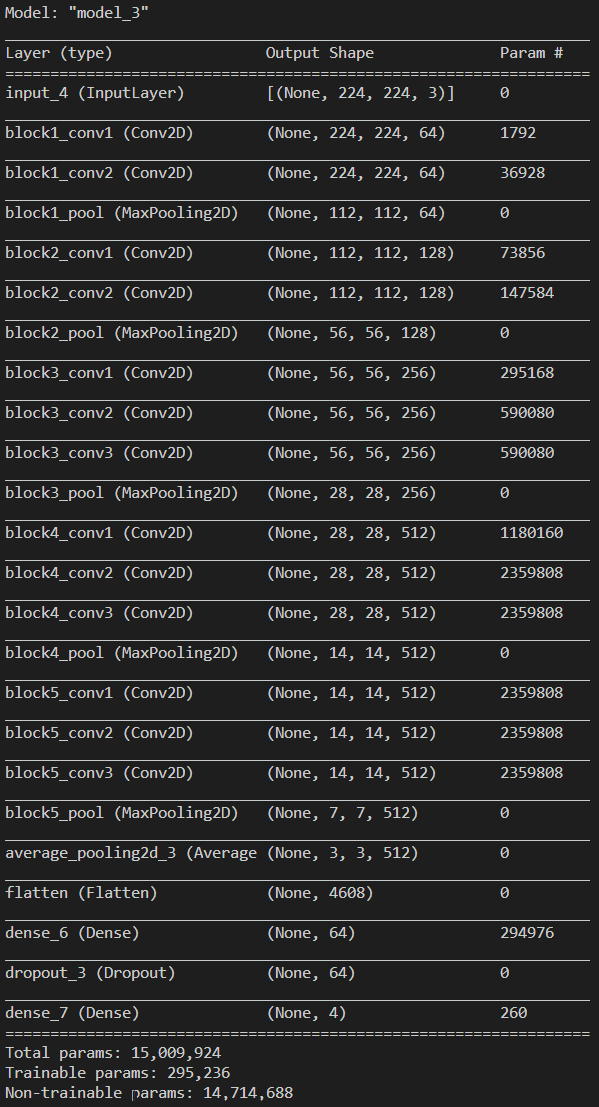 Model: "model_3"
Layer (type) Output Shape Param #
input_4 (InputLayer) [(None, 224, 224, 3)] 0
block1_conv1 (Conv2D) (None, 224, 224, 64) 1792
block1_conv2 (Conv2D) (None, 224, 224, 64) 36928
block1_pool (MaxPooling2D) (None, 112, 112, 64) 0
block2_conv1 (Conv2D) (None, 112, 112, 128) 73856
block2_conv2 (Conv2D) (None, 112, 112, 128) 147584
block2_pool (MaxPooling2D) (None, 56, 56, 128) 0
block3_conv1 (Conv2D) (None, 56, 56, 256) 295168
block3_conv2 (Conv2D) (None, 56, 56, 256) 590080
block3_conv3 (Conv2D) (None, 56, 56, 256) 590080
block3_pool (MaxPooling2D) (None, 28, 28, 256) 0
block4_conv1 (Conv2D) (None, 28, 28, 512) 1180160
block4_conv2 (Conv2D) (None, 28, 28, 512) 2359808
block4_conv3 (Conv2D) (None, 28, 28, 512) 2359808
block4_pool (MaxPooling2D) (None, 14, 14, 512) 0
block5_conv1 (Conv2D) (None, 14, 14, 512) 2359808
block5_conv2 (Conv2D) (None, 14, 14, 512) 2359808
block5_conv3 (Conv2D) (None, 14, 14, 512) 2359808
block5_pool (MaxPooling2D) (None, 7, 7, 512) 0
average_pooling2d_3 (Average (None, 3, 3, 512) 0
flatten (Flatten) (None, 4608) 0
dense_6 (Dense) (None, 64) 294976
dropout_3 (Dropout) (None, 64) 0
dense_7 (Dense) (None, 4) 260
Total params: 15,009,924
Trainable params: 295,236
Non-trainable params: 14,714,688